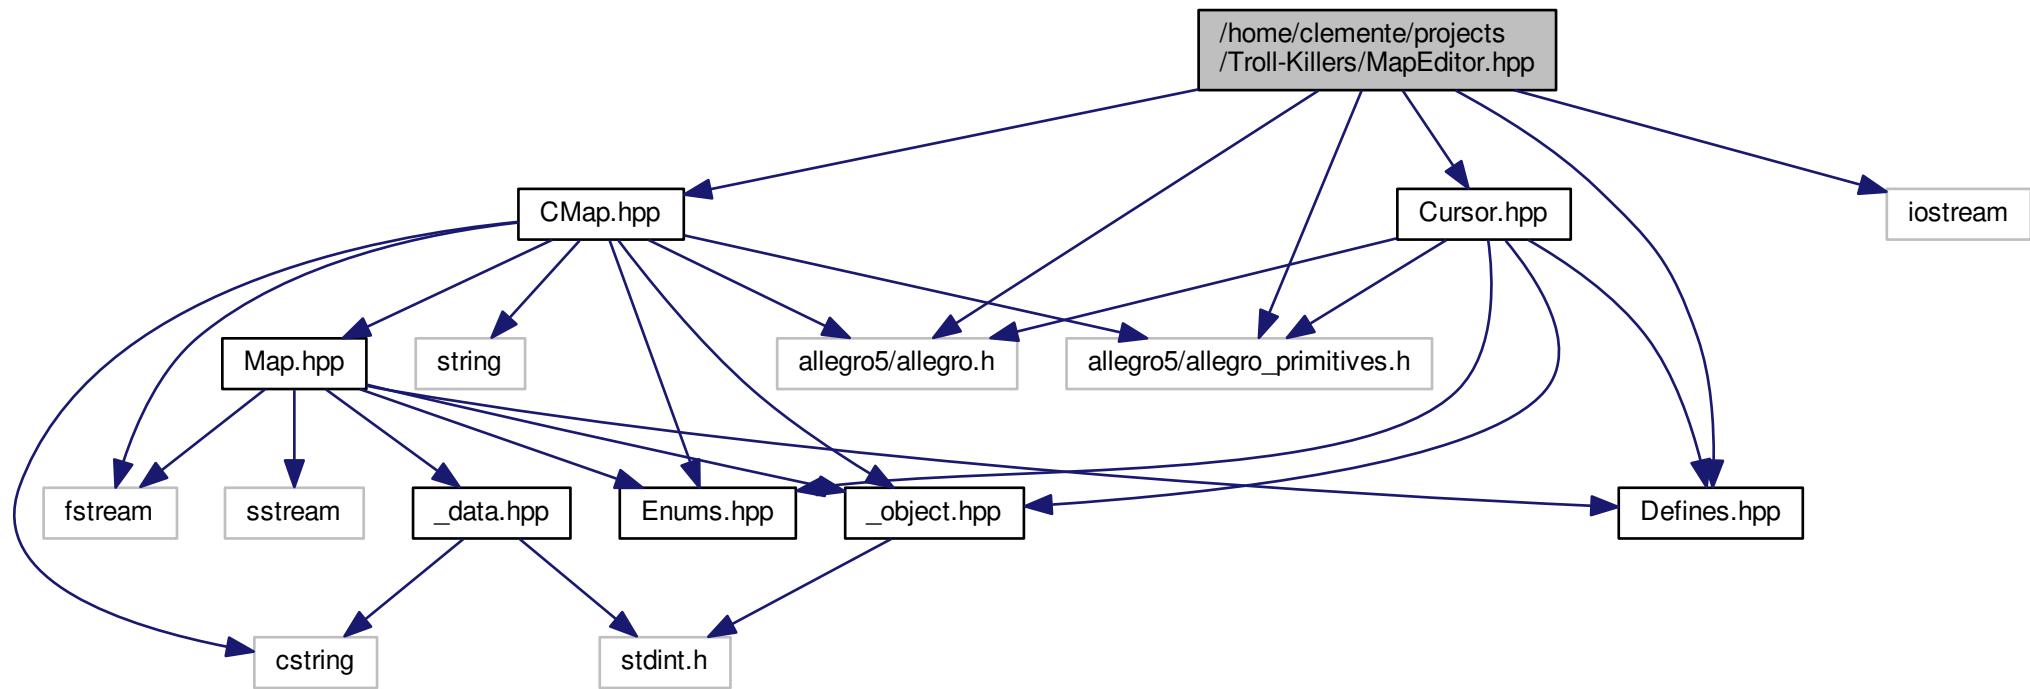 /home/clemente/projects
/Troll-Killers/MapEditor.hpp
CMap.hpp
Cursor.hpp
iostream
Map.hpp
string
allegro5/allegro.h
allegro5/allegro_primitives.h
fstream
sstream
_data.hpp
Enums.hpp
_object.hpp
Defines.hpp
cstring
stdint.h